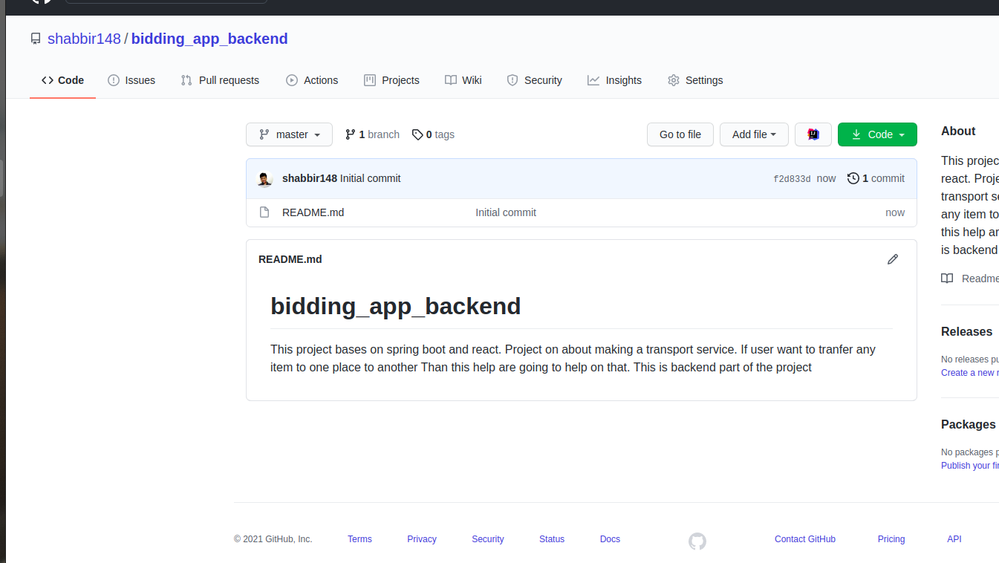 shabbir148 / bidding_app_backend
Code Issues Pull requests Actions Projects Wiki Security Insights Settings
master 1 branch 0 tags Go to file Add file Code
shabbir148 Initial commit f2d833d now 1 commit
README.md Initial commit now
README.md
bidding_app_backend
This project bases on spring boot and react. Project on about making a transport service. If user want to tranfer any
item to one place to another Than this help are going to help on that. This is backend part of the project
About
This projec
react. Proje
transport se
any item to
this help ar
is backend
Readme
Releases
No releases pu
Create a new r
Packages
No packages p
Publish your fir
© 2021 GitHub, Inc. Terms Privacy Security Status Docs Contact GitHub Pricing API